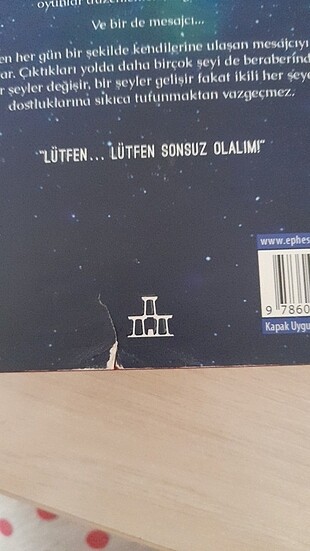 oyunlar
Ve bir de mesajcı...
en her gün bir şekilde kendilerine ulaşan mesajcıyı
ar. Çıktıkları yolda daha birçok şeyi de beraberind
r şeyler değişir, bir şeyler gelişir fakat ikili her şeye
dostluklarına sıkıca tutunmaktan vazgeçmez.
"LÜTFEN... LÜTFEN SONSUZ OLALIM!"
www.ephes
9 7860
Kapak Uygu